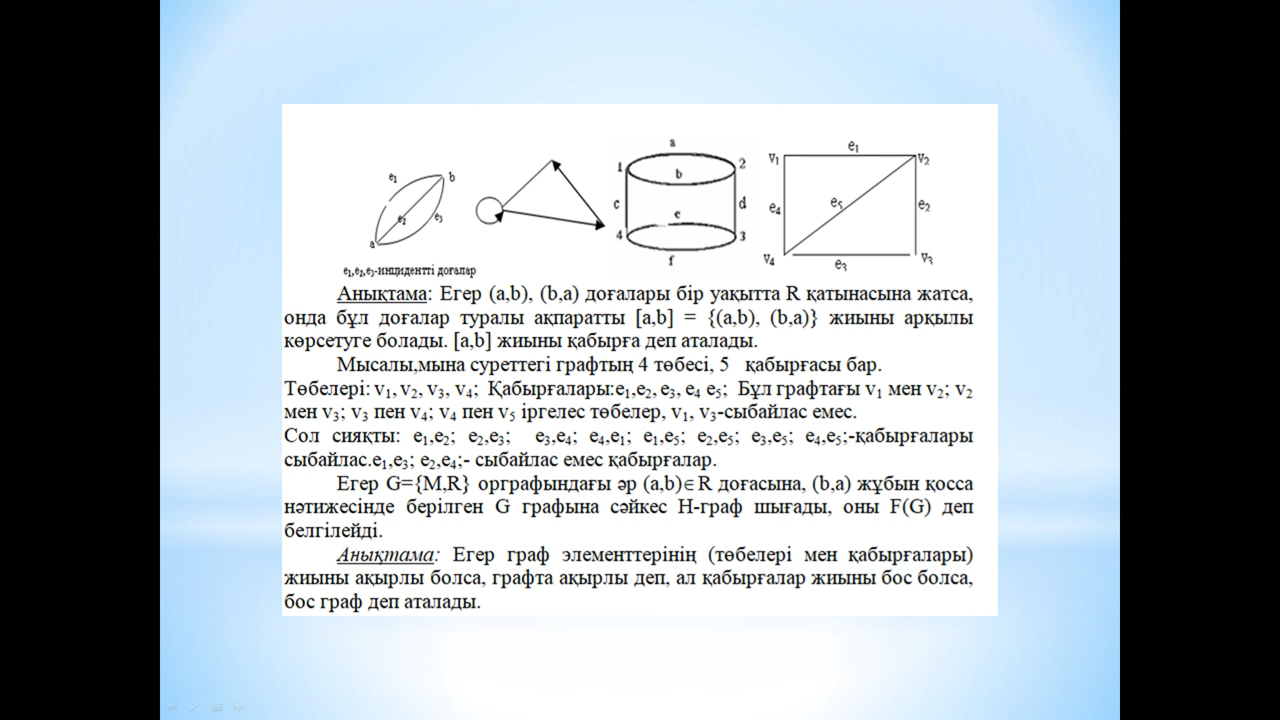 a
e₁
b
1
2
b
v₁
e₁
v₂
c
d
e₄
e₅
e₂
e₂
e₃
e
a
4
3
f
v₄
e₃
v₃
e₁,e₂,e₃-инцидентті доғалар
Анықтама: Егер (a,b), (b,a) доғалары бір уақытта R қатынасына жатса,
онда бұл доғалар туралы ақпаратты [a,b] = {(a,b), (b,a)} жиыны арқылы
көрсетуге болады. [a,b] жиыны қабырға деп аталады.
Мысалы,мына суреттегі графтың 4 төбесі, 5 қабырғасы бар.
Төбелері: v₁, v₂, v₃, v₄; Қабырғалары:e₁,e₂, e₃, e₄ e₅; Бұл графтағы v₁ мен v₂; v₂
мен v₃; v₃ пен v₄; v₄ пен v₅ іргелес төбелер, v₁, v₃-сыбайлас емес.
Сол сияқты: e₁,e₂; e₂,e₃; e₃,e₄; e₄,e₁; e₁,e₅; e₂,e₅; e₃,e₅; e₄,e₅;-қабырғалары
сыбайлас.e₁,e₃; e₂,e₄;- сыбайлас емес қабырғалар.
Егер G={M,R} орграфындағы әр (a,b)∈R доғасына, (b,a) жұбын қосса
нәтижесінде берілген G графына сәйкес H-граф шығады, оны F(G) деп
белгілейді.
Анықтама: Егер граф элементтерінің (төбелері мен қабырғалары)
жиыны ақырлы болса, графта ақырлы деп, ал қабырғалар жиыны бос болса,
бос граф деп аталады.